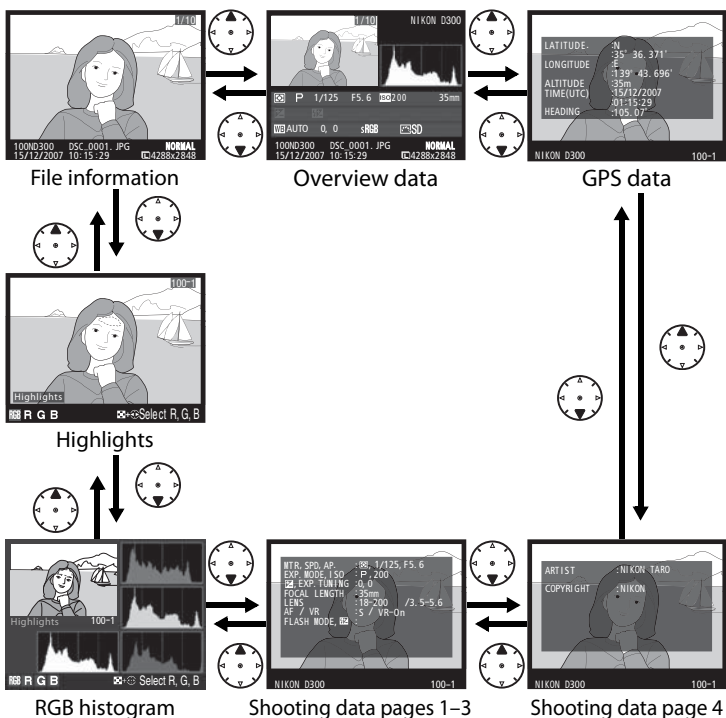 1/10
100ND300 DSC_0001. JPG NORMAL
15/12/2007 10:15:29 L 4288x2848
File information
1/10 NIKON D300
P 1/125 F5. 6 ISO 200 35mm
WB AUTO 0, 0 sRGB SD
100ND300 DSC_0001. JPG NORMAL
15/12/2007 10:15:29 L 4288x2848
Overview data
LATITUDE. :N
:35° 36. 371'
LONGITUDE :E
:139° 43. 696'
ALTITUDE :35m
TIME(UTC) :15/12/2007
:01:15:29
HEADING :105. 07°
NIKON D300 100-1
GPS data
100-1
Highlights
RGB R G B Select R, G, B
Highlights
Highlights 100-1
RGB R G B Select R, G, B
RGB histogram
MTR, SPD, AP. : , 1/125, F5. 6
EXP. MODE, ISO : P , 200
, EXP. TUNING :0, 0
FOCAL LENGTH :35mm
LENS :18-200 /3. 5-5. 6
AF / VR :S / VR-On
FLASH MODE, :
NIKON D300 100-1
Shooting data pages 1–3
ARTIST :NIKON TARO
COPYRIGHT :NIKON
NIKON D300 100-1
Shooting data page 4